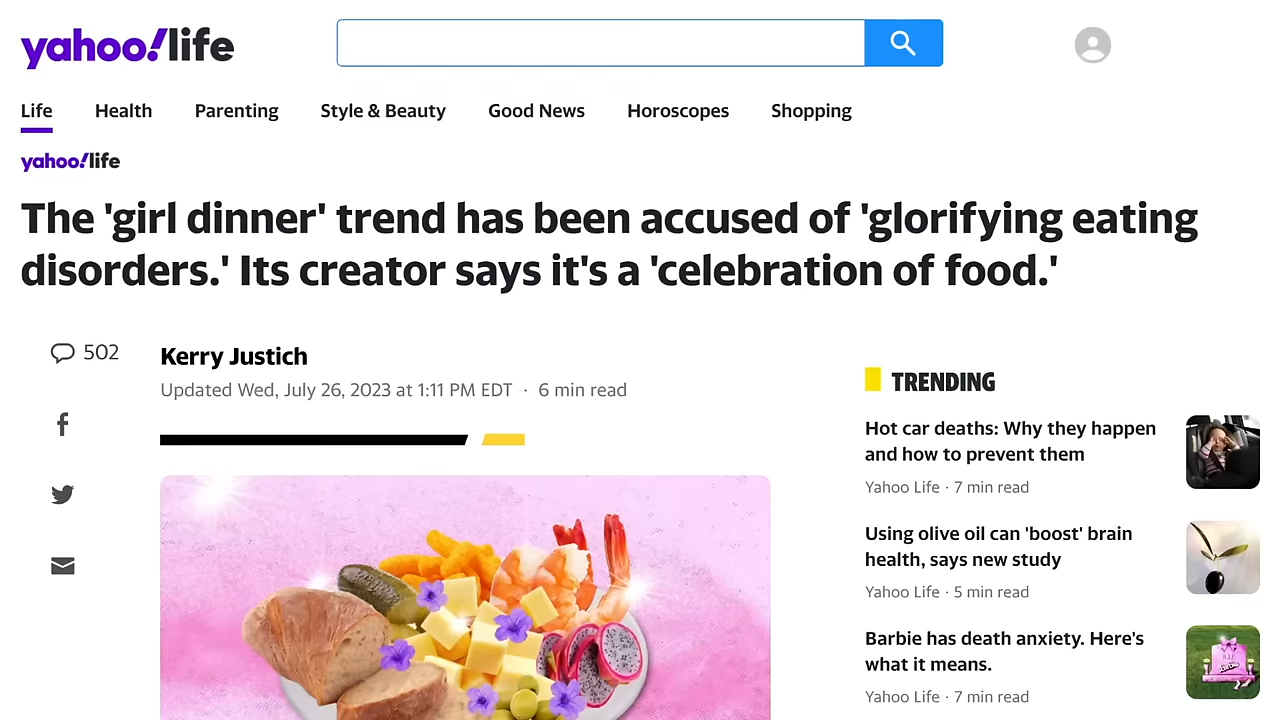 yahoo!life
Life Health Parenting Style & Beauty Good News Horoscopes Shopping
yahoo!life
The 'girl dinner' trend has been accused of 'glorifying eating
disorders.' Its creator says it's a 'celebration of food.'
502
Kerry Justich
Updated Wed, July 26, 2023 at 1:11 PM EDT · 6 min read
TRENDING
Hot car deaths: Why they happen
and how to prevent them
Yahoo Life · 7 min read
Using olive oil can 'boost' brain
health, says new study
Yahoo Life · 5 min read
Barbie has death anxiety. Here's
what it means.
Yahoo Life · 7 min read